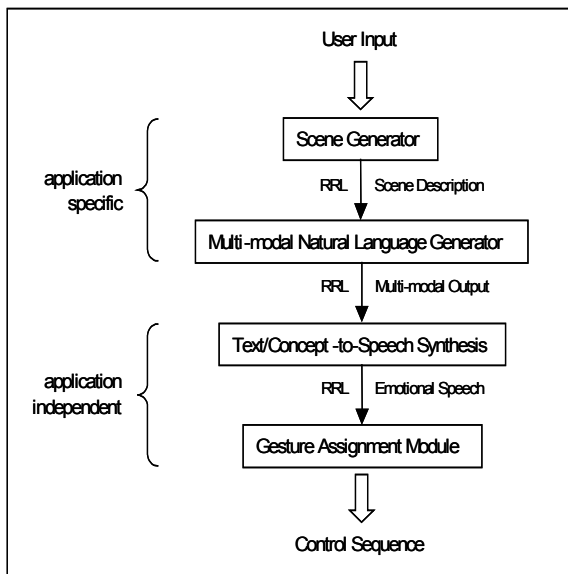 User Input
Scene Generator
application
specific
RRL Scene Description
Multi-modal Natural Language Generator
RRL Multi-modal Output
Text/Concept-to-Speech Synthesis
application
independent
RRL Emotional Speech
Gesture Assignment Module
Control Sequence